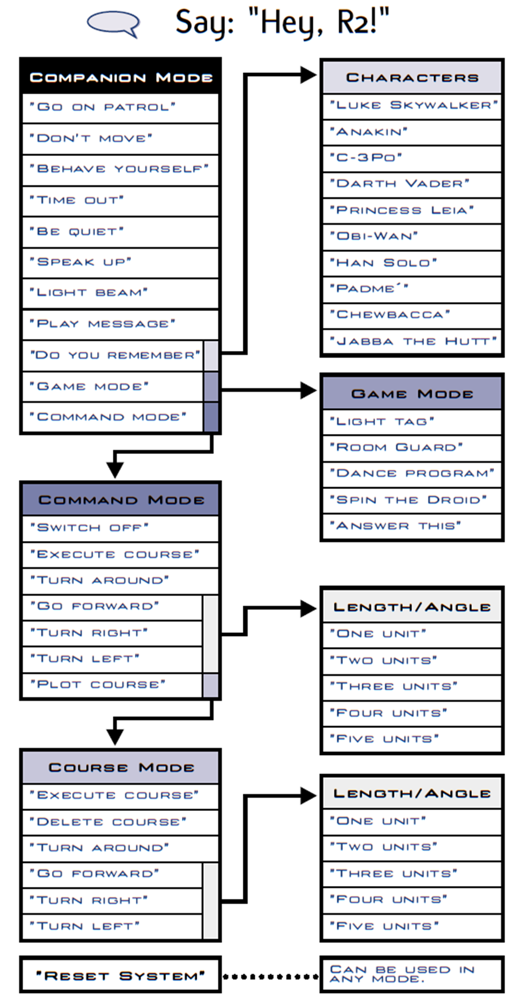 Say: "Hey, R2!"
Companion Mode
"Go on patrol"
"Don't move"
"Behave yourself"
"Time out"
"Be quiet"
"Speak up"
"Light beam"
"Play message"
"Do you remember"
"Game mode"
"Command mode"
Characters
"Luke Skywalker"
"Anakin"
"C-3Po"
"Darth Vader"
"Princess Leia"
"Obi-Wan"
"Han Solo"
"Padme´"
"Chewbacca"
"Jabba the Hutt"
Game Mode
"Light tag"
"Room Guard"
"Dance program"
"Spin the Droid"
"Answer this"
Command Mode
"Switch off"
"Execute course"
"Turn around"
"Go forward"
"Turn right"
"Turn left"
"Plot course"
Length/Angle
"One unit"
"Two units"
"Three units"
"Four units"
"Five units"
Course Mode
"Execute course"
"Delete course"
"Turn around"
"Go forward"
"Turn right"
"Turn left"
Length/Angle
"One unit"
"Two units"
"Three units"
"Four units"
"Five units"
"Reset System"
Can be used in
any mode.